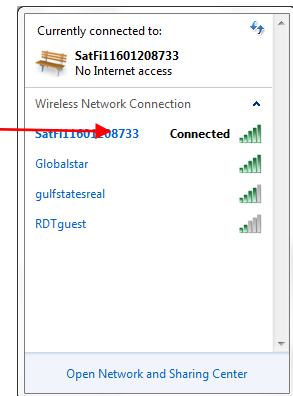 Currently connected to:
SatFi11601208733
No Internet access
Wireless Network Connection
SatFi11601208733 Connected
Globalstar
gulfstatesreal
RDTguest
Open Network and Sharing Center